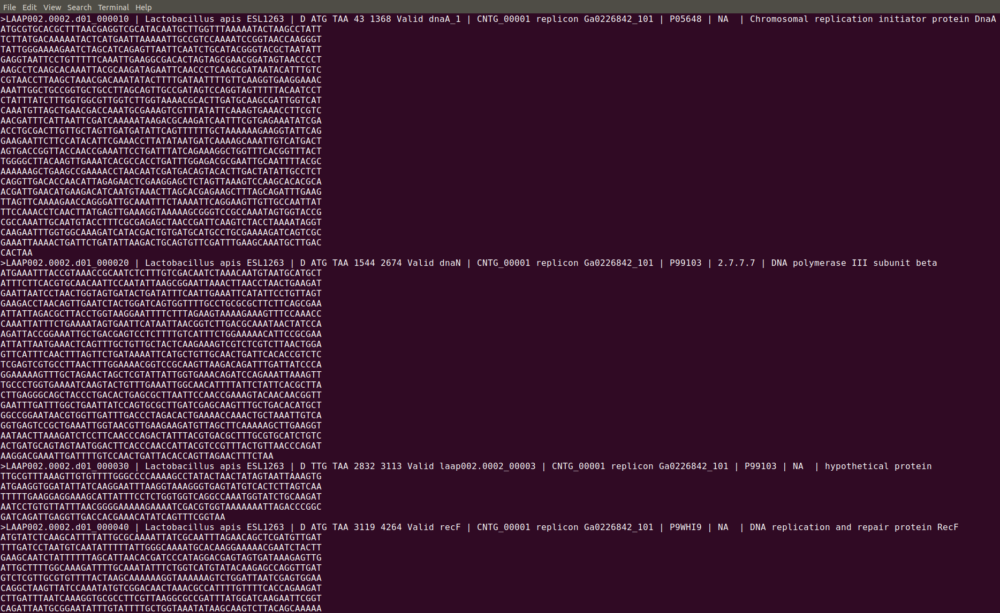 File Edit View Search Terminal Help
>LAAP002.0002.d01_000010 | Lactobacillus apis ESL1263 | D ATG TAA 43 1368 Valid dnaA_1 | CNTG_00001 replicon Ga0226842_101 | P05648 | NA  | Chromosomal replication initiator protein DnaA
ATGCGTGCACGCTTTAACGAGGTCGCATACAATGCTTGGTTTAAAAATACTAAGCCTATT
TCTTATGACAAAAATACTCATGAATTAAAAATTGCCGTCCAAAATCCGGTAACCAAGGGT
TATTGGGAAAAGAATCTAGCATCAGAGTTAATTCAATCTGCATACGGGTACGCTAATATT
GAGGTAATTCCTGTTTTTCAAATTGAAGGCGACACTAGTAGCGAACGGATAGTAACCCCT
AAGCCTCAAGCACAAATTACGCAAGATAGAATTCAACCCTCAAGCGATAATACATTTGTC
CGTAACCTTAAGCTAAACGACAAATATACTTTTGATAATTTTGTTCAAGGTGAAGGAAAC
AAATTGGCTGCCGGTGCTGCCTTAGCAGTTGCCGATAGTCCAGGTAGTTTTTACAATCCT
CTATTTATCTTTGGTGGCGTTGGTCTTGGTAAAACGCACTTGATGCAAGCGATTGGTCAT
CAAATGTTAGCTGAACGACCAAATGCGAAAGTCGTTTATATTCAAAGTGAAACCTTCGTC
AACGATTTCATTAATTCGATCAAAAATAAGACGCAAGATCAATTTCGTGAGAAATATCGA
ACCTGCGACTTGTTGCTAGTTGATGATATTCAGTTTTTTGCTAAAAAAGAAGGTATTCAG
GAAGAATTCTTCCATACATTCGAAACCTTATATAATGATCAAAAGCAAATTGTCATGACT
AGTGACCGGTTACCAACCGAAATTCCTGATTTATCAGAAAGGCTGGTTTCACGGTTTACT
TGGGGCTTACAAGTTGAAATCACGCCACCTGATTTGGAGACGCGAATTGCAATTTTACGC
AAAAAAGCTGAAGCCGAAAACCTAACAATCGATGACAGTACACTTGACTATATTGCCTCT
CAGGTTGACACCAACATTAGAGAACTCGAAGGAGCTCTAGTTAAAGTCCAAGCACACGCA
ACGATTGAACATGAAGACATCAATGTAAACTTAGCACGAGAAGCTTTAGCAGATTTGAAG
TTAGTTCAAAAGAACCAGGGATTGCAAATTTCTAAAATTCAGGAAGTTGTTGCCAATTAT
TTCCAAACCTCAACTTATGAGTTGAAAGGTAAAAAGCGGGTCCGCCAAATAGTGGTACCG
CGCCAAATTGCAATGTACCTTTCGCGAGAGCTAACCGATTCAAGTCTACCTAAAATAGGT
CAAGAATTTGGTGGCAAAGATCATACGACTGTGATGCATGCCTGCGAAAAGATCAGTCGC
GAAATTAAAACTGATTCTGATATTAAGACTGCAGTGTTCGATTTGAAGCAAATGCTTGAC
CACTAA
>LAAP002.0002.d01_000020 | Lactobacillus apis ESL1263 | D ATG TAA 1544 2674 Valid dnaN | CNTG_00001 replicon Ga0226842_101 | P99103 | 2.7.7.7 | DNA polymerase III subunit beta
ATGAAATTTACCGTAAACCGCAATCTCTTTGTCGACAATCTAAACAATGTAATGCATGCT
ATTTCTTCACGTGCAACAATTCCAATATTAAGCGGAATTAAACTTAACCTAACTGAAGAT
GAATTAATCCTAACTGGTAGTGATACTGATATTTCAATTGAAATTCATATTCCTGTTAGT
GAAGACCTAACAGTTGAATCTACTGGATCAGTGGTTTTGCCTGCGCGCTTCTTCAGCGAA
ATTATTAGACGCTTACCTGGTAAGGAATTTTCTTTAGAAGTAAAAGAAAGTTTCCAAACC
CAAATTATTTCTGAAAATAGTGAATTCATAATTAACGGTCTTGACGCAAATAACTATCCA
AGATTACCGGAAATTGCTGACGAGTCCTCTTTTGTCATTTCTGGAAAAACATTCCGCGAA
ATTATTAATGAAACTCAGTTTGCTGTTGCTACTCAAGAAAGTCGTCTCGTCTTAACTGGA
GTTCATTTCAACTTTAGTTCTGATAAAATTCATGCTGTTGCAACTGATTCACACCGTCTC
TCGAGTCGTGCCTTAACTTTGGAAAACGGTCCGCAAGTTAAGACAGATTTGATTATCCCA
GGAAAAAGTTTGCTAGAACTAGCTCGTATTATTGGTGAAACAGATCCAGAAATTAAAGTT
TGCCCTGGTGAAAATCAAGTACTGTTTGAAATTGGCAACATTTTATTCTATTCACGCTTA
CTTGAGGGCAGCTACCCTGACACTGAGCGCTTAATTCCAACCGAAAGTACAACAACGGTT
GAATTTGATTTGGCTGAATTATCCAGTGCGCTTGATCGAGCAAGTTTGCTGACACATGCT
GGCCGGAATAACGTGGTTGATTTGACCCTAGACACTGAAAACCAAACTGCTAAATTGTCA
GGTGAGTCCGCTGAAATTGGTAACGTTGAAGAAGATGTTAGCTTCAAAAAGCTTGAAGGT
AATAACTTAAAGATCTCCTTCAACCCAGACTATTTACGTGACGCTTTGCGTGCATCTGTC
ACTGATGCAGTAGTAATGGACTTCACCCAACCATTACGTCCGTTTACTGTTAACCCAGAT
AAGGACGAAATTGATTTTGTCCAACTGATTACACCAGTTAGAACTTTCTAA
>LAAP002.0002.d01_000030 | Lactobacillus apis ESL1263 | D TTG TAA 2832 3113 Valid laap002.0002_00003 | CNTG_00001 replicon Ga0226842_101 | P99103 | NA  | hypothetical protein
TTGCGTTTAAAGTTGTGTTTTGGGCCCCAAAAGCCTATACTAACTATAGTAATTAAAGTG
ATGAAGGTGGATATTATCAAGGAATTTAAGGTAAAGGGTGAGTATGTCACTCTTAGTCAA
TTTTTGAAGGAGGAAAGCATTATTTCCTCTGGTGGTCAGGCCAAATGGTATCTGCAAGAT
AATCCTGTGTTATTTAACGGGGAAAAAGAAAATCGACGTGGTAAAAAAATTAGACCCGGC
GATCAGATTGAGGTTGACCACGAAACATATCAGTTTCGGTAA
>LAAP002.0002.d01_000040 | Lactobacillus apis ESL1263 | D ATG TAA 3119 4264 Valid recF | CNTG_00001 replicon Ga0226842_101 | P9WHI9 | NA  | DNA replication and repair protein RecF
ATGTATCTCAAGCATTTTATTGCGCAAAATTATCGCAATTTAGAACAGCTCGATGTTGAT
TTTGATCCTAATGTCAATATTTTTATTGGGCAAAATGCACAAGGAAAAACGAATCTACTT
GAAGCAATCTATTTTTTAGCATTAACACGATCCCATAGGACGAGTAGTGATAAAGAGTTG
ATTGCTTTTGGCAAAGATTTTGCAAATATTTCTGGTCATGTATACAAGAGCCAGGTTGAT
GTCTCGTTGCGTGTTTTACTAAGCAAAAAAGGTAAAAAAGTCTGGATTAATCGAGTGGAA
CAGGCTAAGTTATCCAAATATGTCGGACAACTAAACGCCATTTTGTTTTCACCAGAAGAT
CTTGATTTAATCAAAGGTGCGCCTTCGTTAAGGCGCCGATTTATGGATCAAGAATTCGGT
CAGATTAATGCGGAATATTTGTATTTTGCTGGTAAATATAAGCAAGTCTTACAGCAAAAA